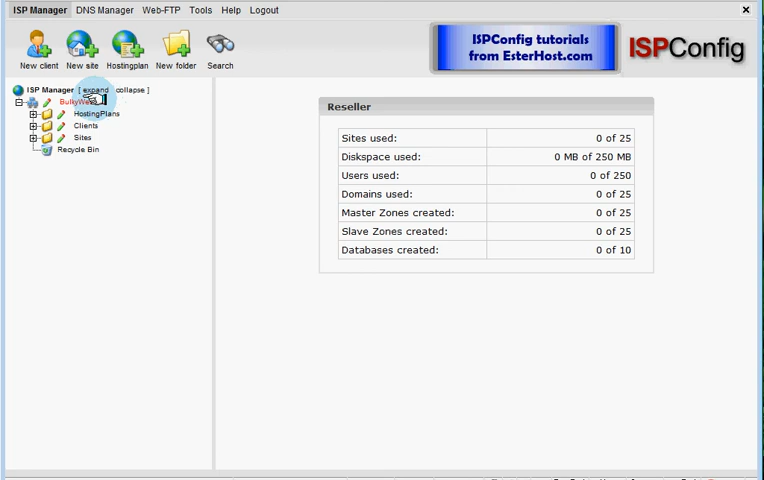 ISP Manager DNS Manager Web-FTP Tools Help Logout
New client New site Hostingplan New folder Search
ISPConfig tutorials
from EsterHost.com
ISPConfig
ISP Manager [ expand collapse ]
HostingPlans
Clients
Sites
Recycle Bin
Reseller
Sites used: 0 of 25
Diskspace used: 0 MB of 250 MB
Users used: 0 of 250
Domains used: 0 of 25
Master Zones created: 0 of 25
Slave Zones created: 0 of 25
Databases created: 0 of 10